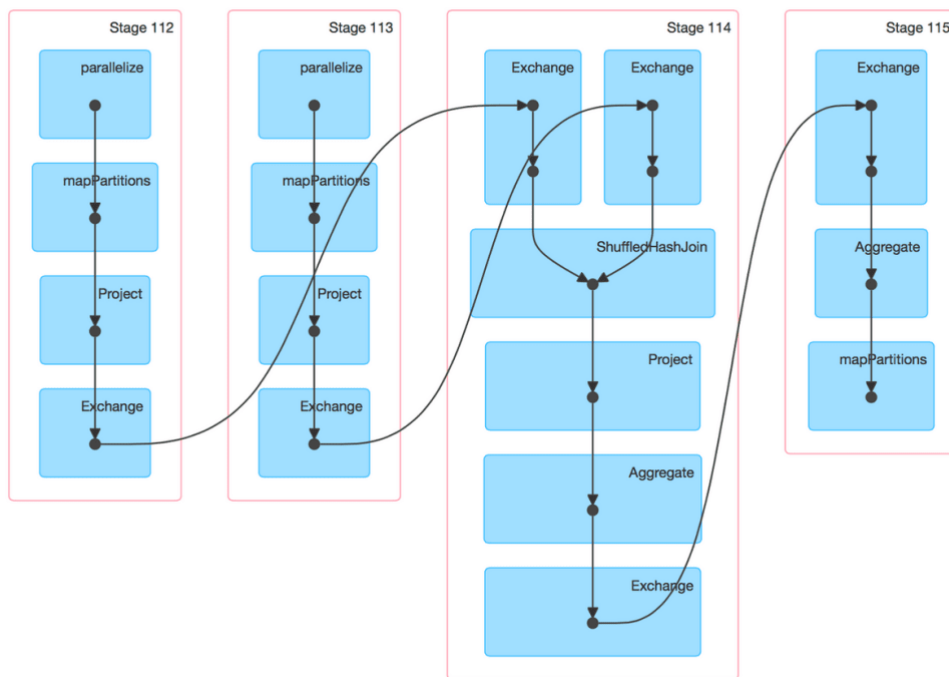 Stage 112
parallelize
mapPartitions
Project
Exchange
Stage 113
parallelize
mapPartitions
Project
Exchange
Stage 114
Exchange
Exchange
ShuffledHashJoin
Project
Aggregate
Exchange
Stage 115
Exchange
Aggregate
mapPartitions